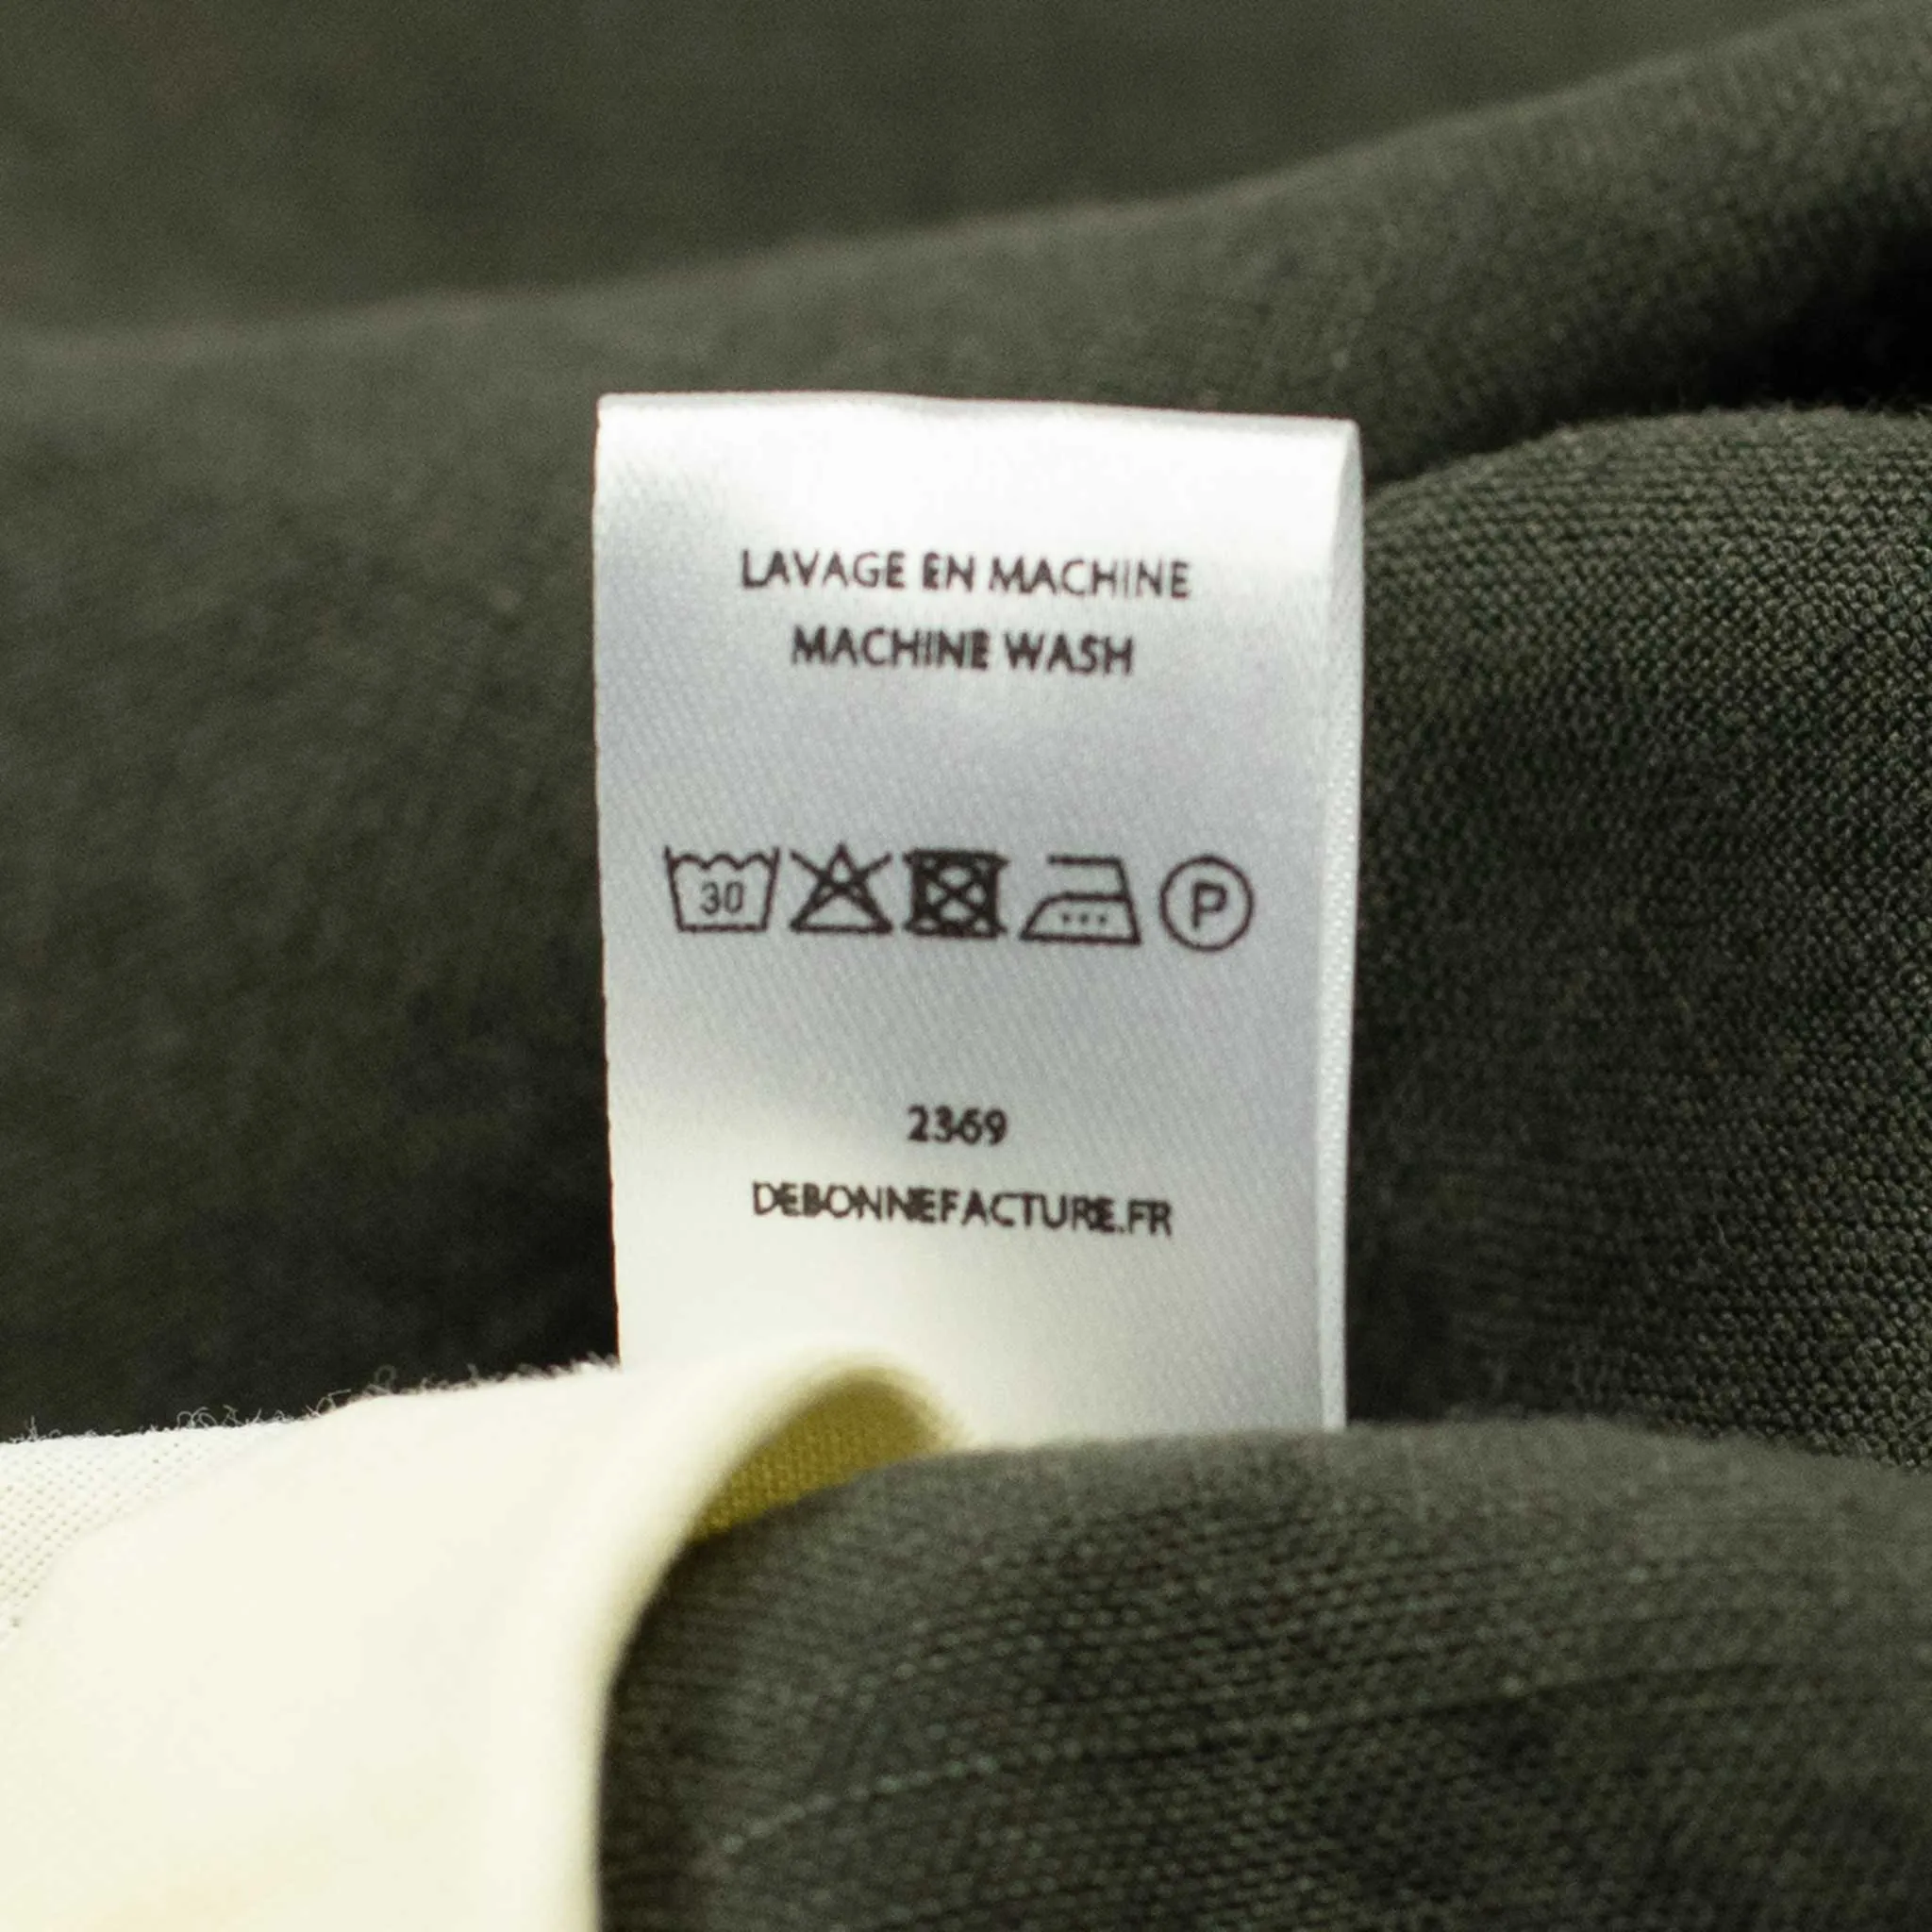 LAVAGE EN MACHINE
MACHINE WASH
30 P
2369
DEBONNEFACTURE.FR